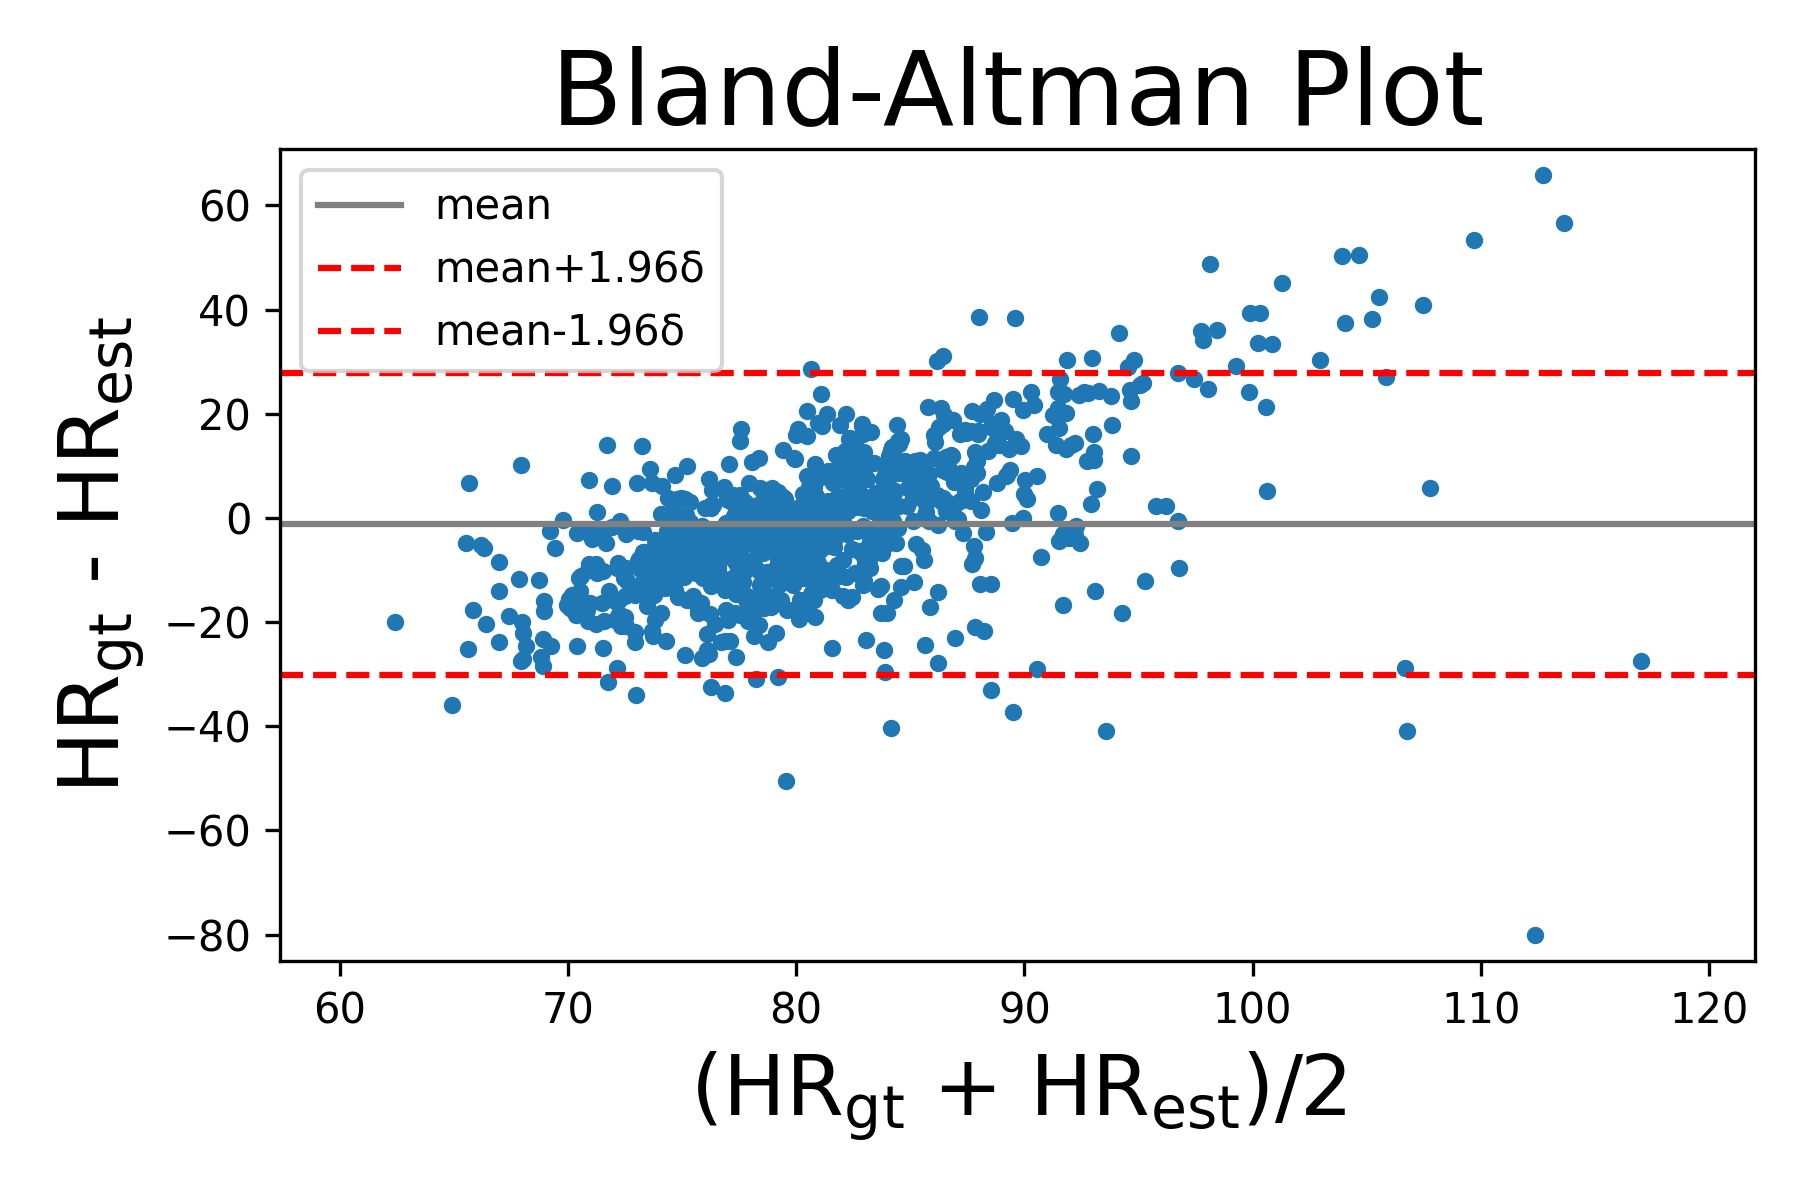 Bland-Altman Plot
mean
mean+1.96δ
mean-1.96δ
HRgt - HRest
60
40
20
0
−20
−40
−60
−80
60 70 80 90 100 110 120
(HRgt + HRest)/2